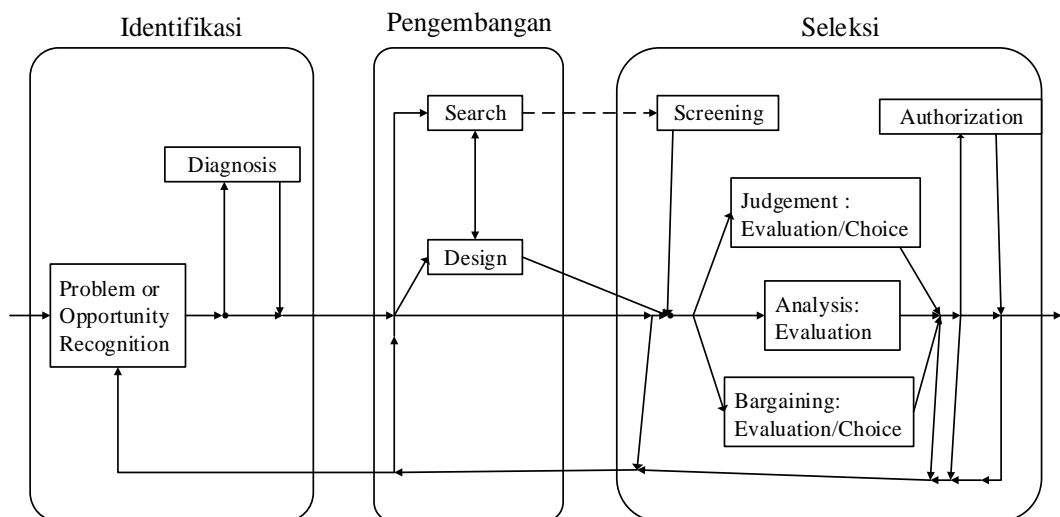 Identifikasi
Pengembangan
Seleksi
Search
Screening
Authorization
Diagnosis
Judgement :
Evaluation/Choice
Design
Problem or
Opportunity
Recognition
Analysis:
Evaluation
Bargaining:
Evaluation/Choice